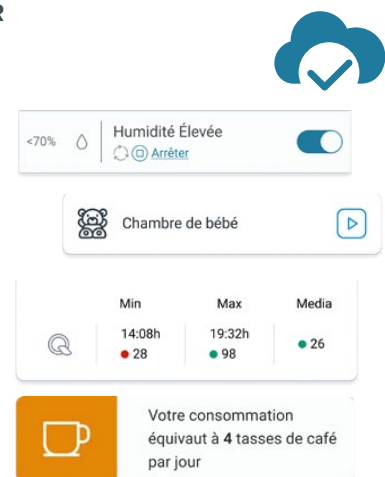 R
<70%
Humidité Élevée
Arrêter
Chambre de bébé
Min Max Media
14:08h 19:32h
28 98 26
Votre consommation
équivaut à 4 tasses de café
par jour